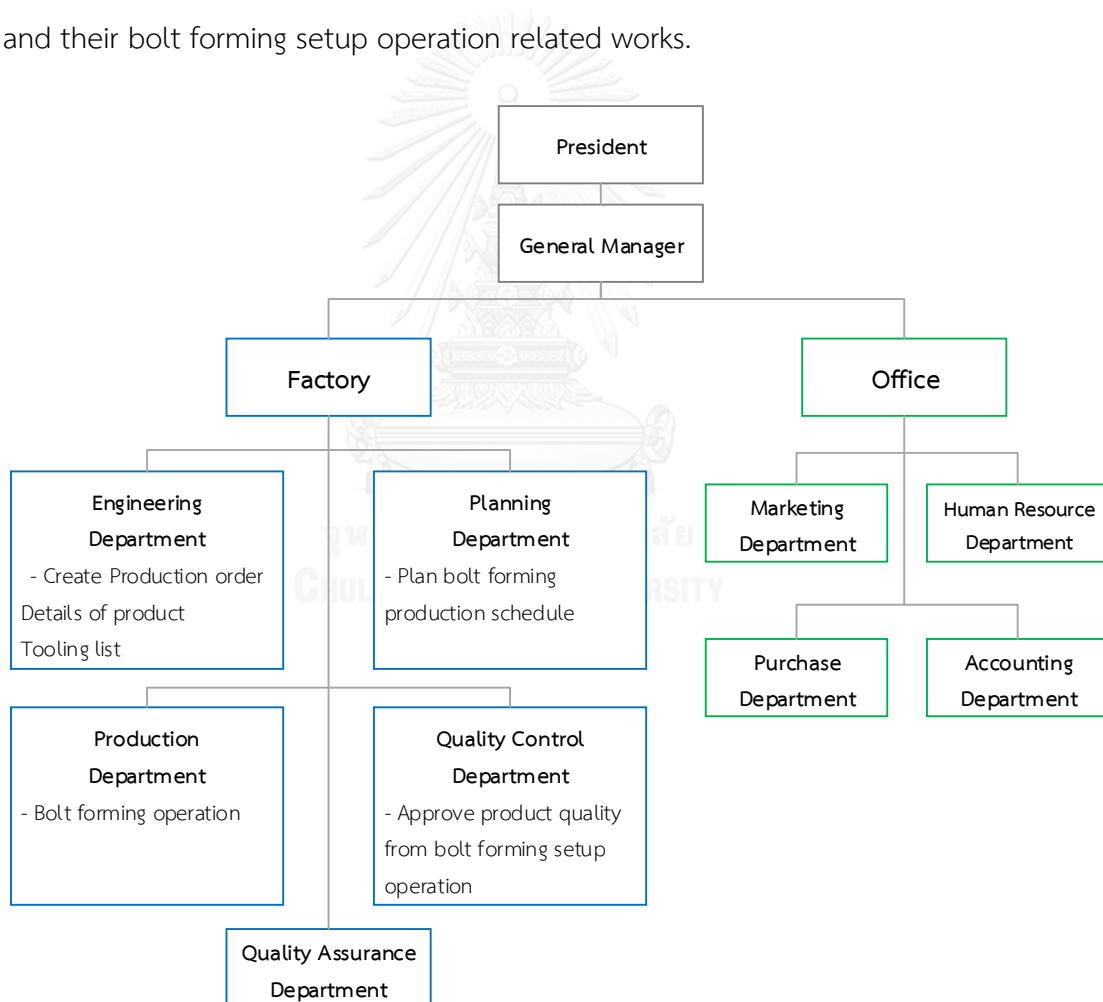 and their bolt forming setup operation related works.
President
General Manager
Factory
Office
Engineering
Department
- Create Production order
Details of product
Tooling list
Planning
Department
- Plan bolt forming
production schedule
Marketing
Department
Human Resource
Department
Production
Department
- Bolt forming operation
Quality Control
Department
- Approve product quality
from bolt forming setup
operation
Purchase
Department
Accounting
Department
Quality Assurance
Department